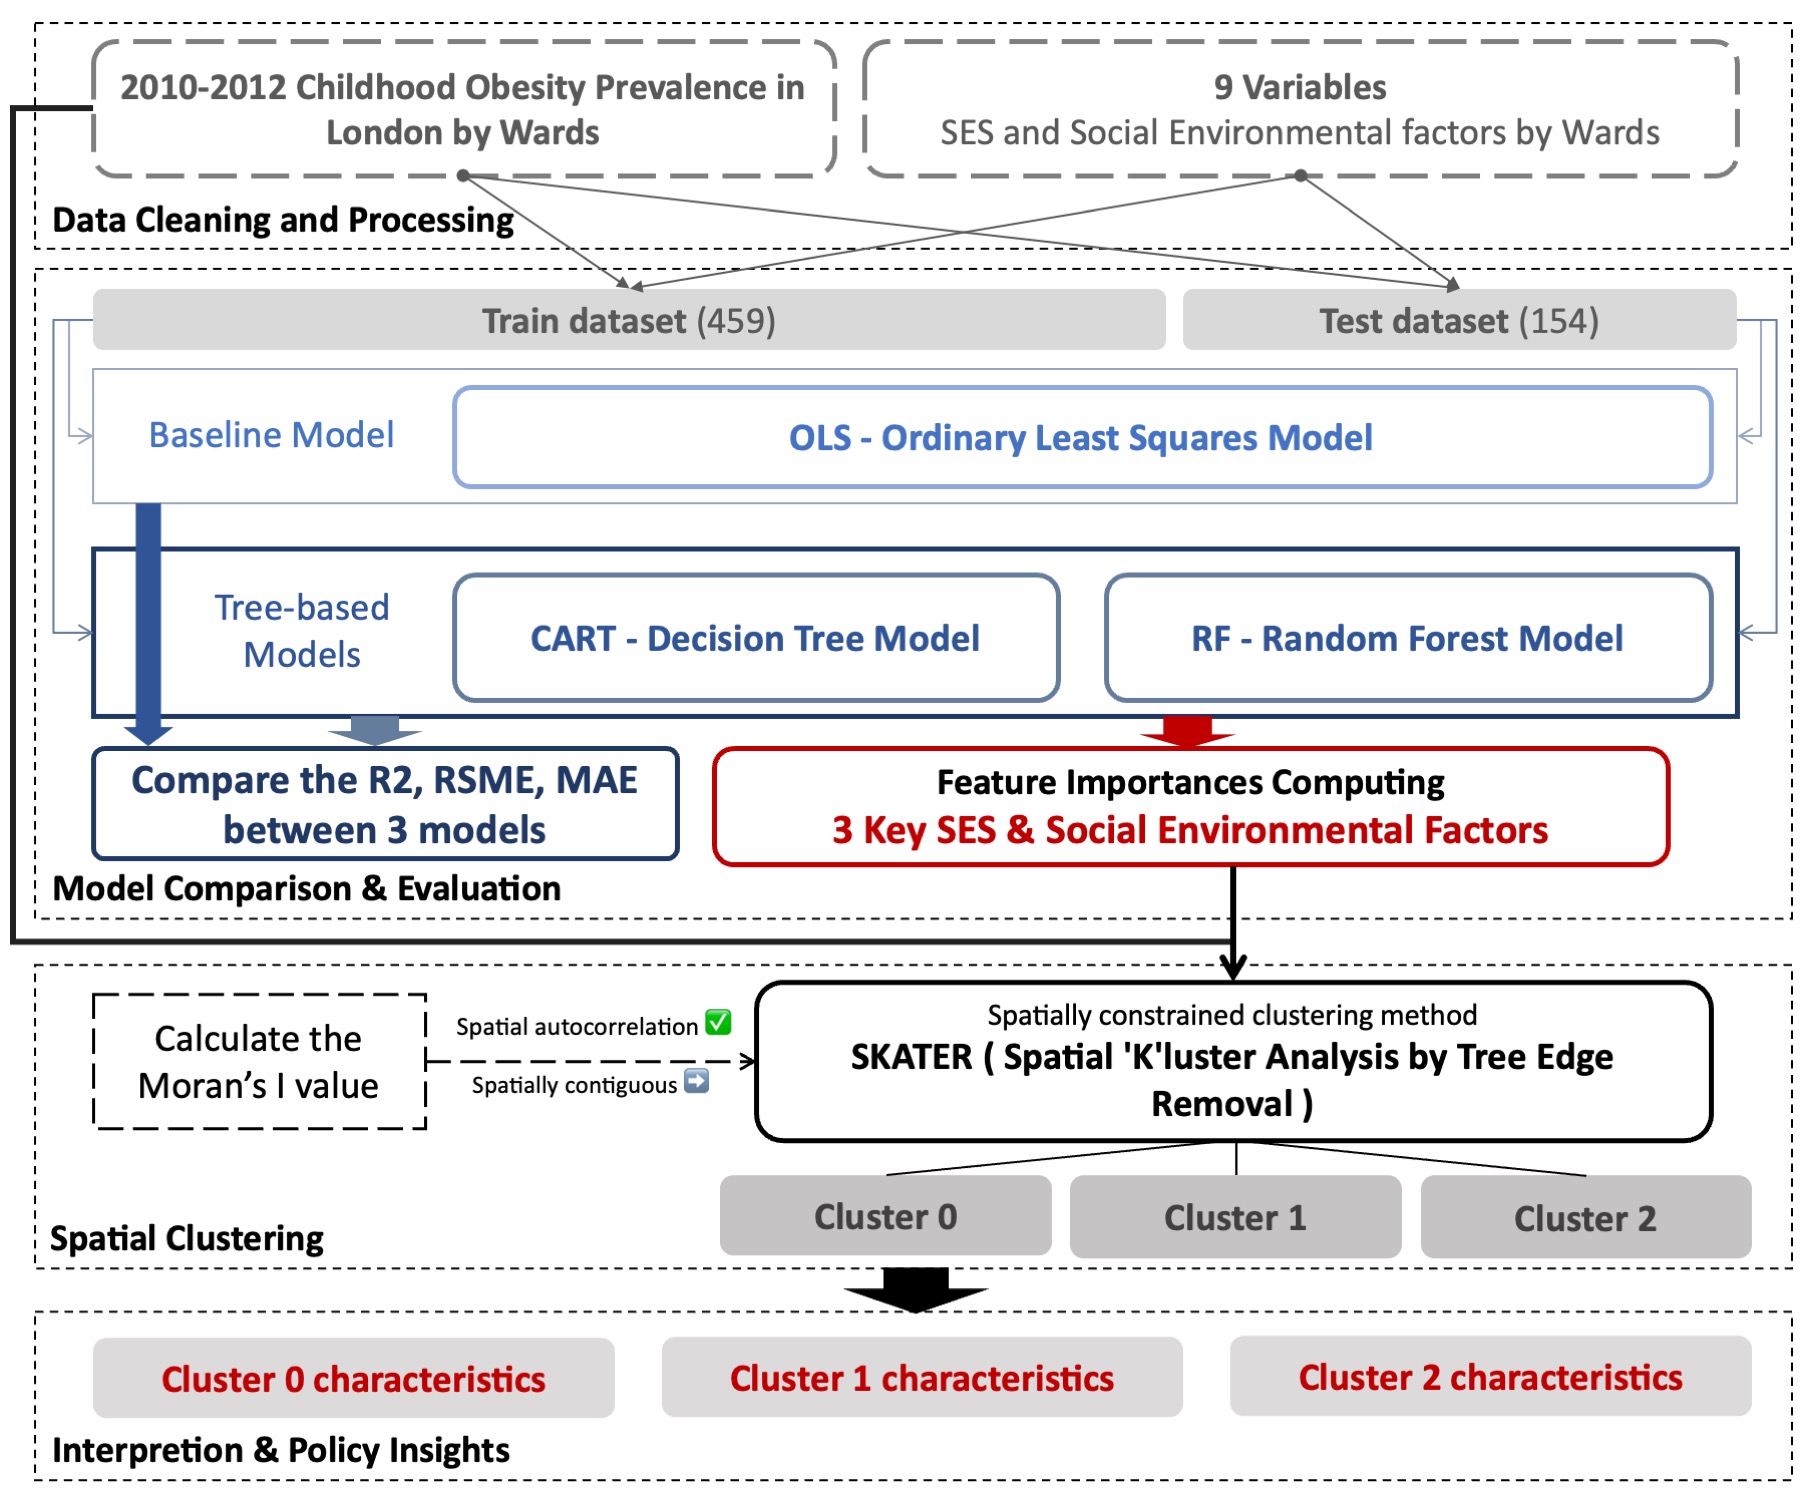 2010-2012 Childhood Obesity Prevalence in
London by Wards
9 Variables
SES and Social Environmental factors by Wards
Data Cleaning and Processing
Train dataset (459)
Test dataset (154)
Baseline Model
OLS - Ordinary Least Squares Model
Tree-based
Models
CART - Decision Tree Model
RF - Random Forest Model
Compare the R2, RSME, MAE
between 3 models
Feature Importances Computing
3 Key SES & Social Environmental Factors
Model Comparison & Evaluation
Calculate the
Moran’s I value
Spatial autocorrelation ✅
Spatially contiguous ➡️
Spatially constrained clustering method
SKATER ( Spatial 'K'luster Analysis by Tree Edge
Removal )
Cluster 0
Cluster 1
Cluster 2
Spatial Clustering
Cluster 0 characteristics
Cluster 1 characteristics
Cluster 2 characteristics
Interpretion & Policy Insights